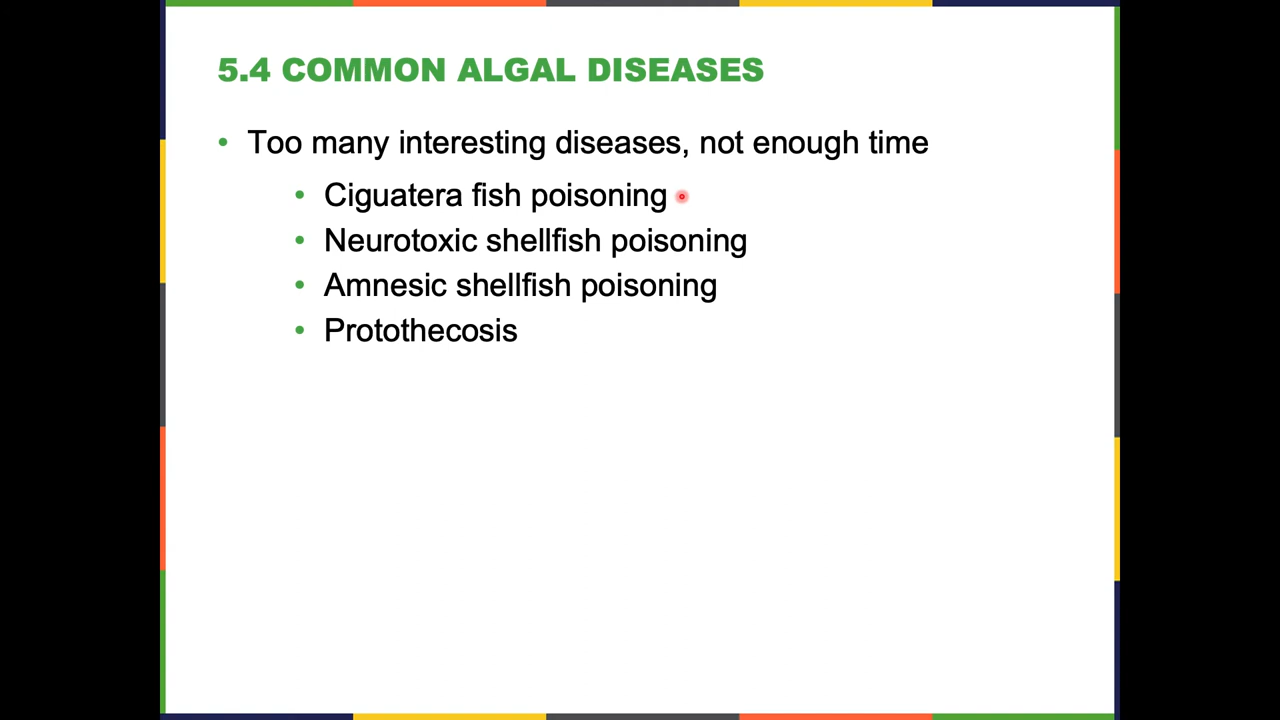 5.4 COMMON ALGAL DISEASES
• Too many interesting diseases, not enough time
• Ciguatera fish poisoning
• Neurotoxic shellfish poisoning
• Amnesic shellfish poisoning
• Protothecosis